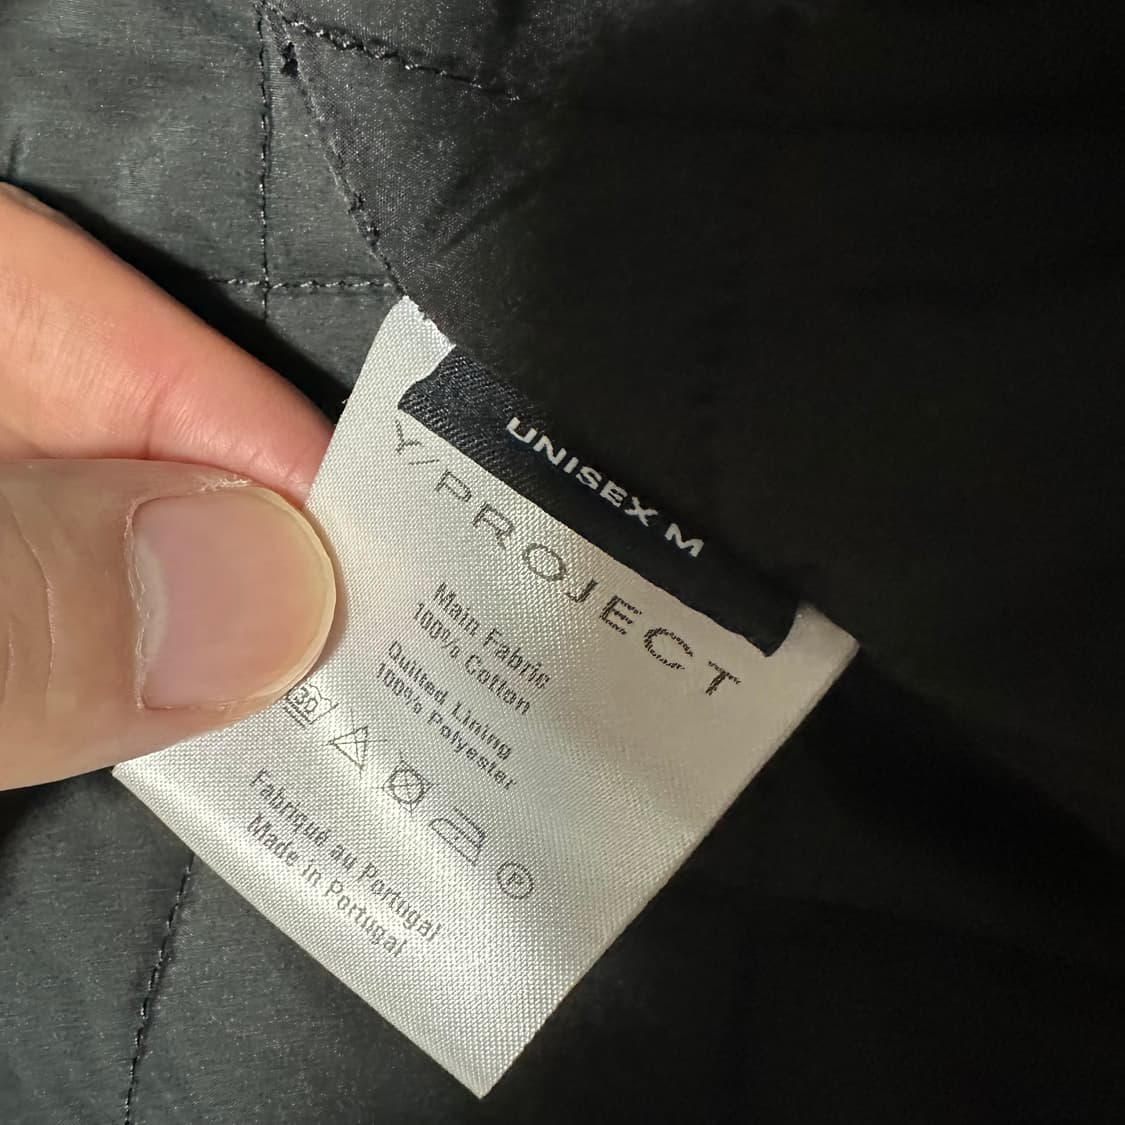 UNISEX M
Y/PROJECT
Main Fabric
100% Cotton
Quilted Lining
100% Polyester
30
P
Fabriqué au Portugal
Made in Portugal